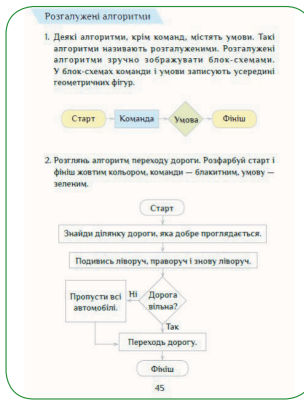 Розгалужені алгоритми
1. Деякі алгоритми, крім команд, містять умови. Такі
алгоритми називають розгалуженими. Розгалужені
алгоритми зручно зображувати блок-схемами.
У блок-схемах команди і умови записують усередині
геометричних фігур.
Старт
Команда
Умова
Фініш
2. Розглянь алгоритм переходу дороги. Розфарбуй старт і
фініш жовтим кольором, команди — блакитним, умову —
зеленим.
Старт
Знайди ділянку дороги, яка добре проглядається.
Подивись ліворуч, праворуч і знову ліворуч.
Пропусти всі
автомобілі.
Ні
Дорога
вільна?
Так
Переходь дорогу.
Фініш
45